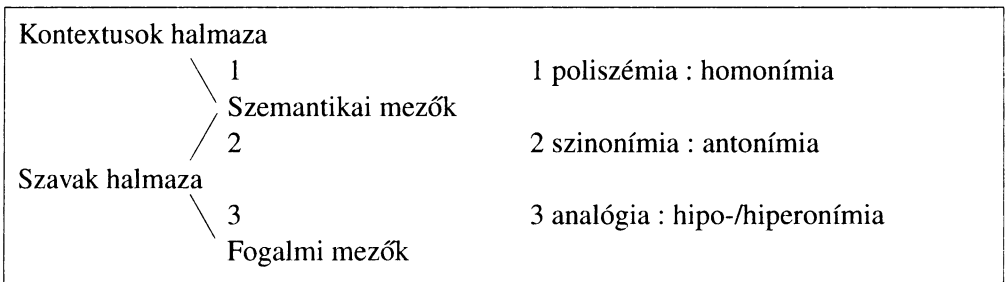 Kontextusok halmaza
1 1 poliszémia : homonímia
Szemantikai mezők
2 2 szinonímia : antonímia
Szavak halmaza
3 3 analógia : hipo-/hiperonímia
Fogalmi mezők